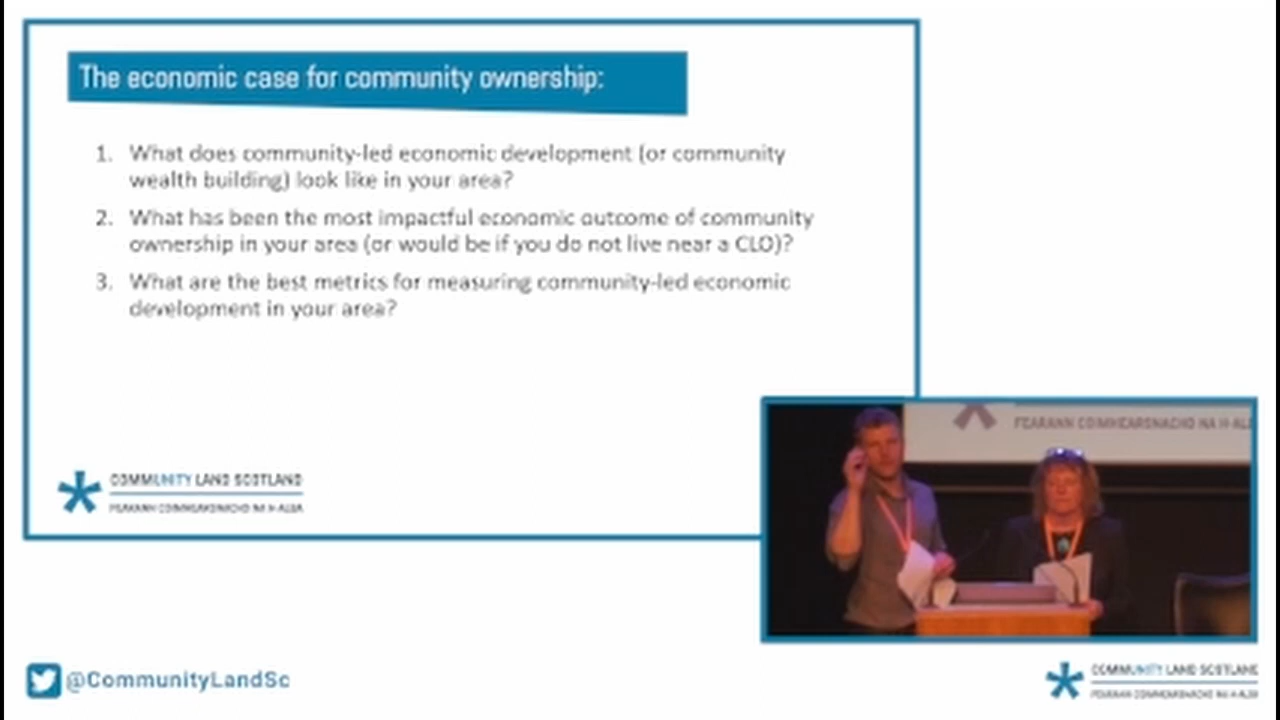 The economic case for community ownership:
1. What does community-led economic development (or community
wealth building) look like in your area?
2. What has been the most impactful economic outcome of community
ownership in your area (or would be if you do not live near a CLO)?
3. What are the best metrics for measuring community-led economic
development in your area?
COMMUNITY LAND SCOTLAND
FEARANN COIMHEARSNACHD NA H-ALBA
FEARANN COIMHEARSNACHD NA H-ALB
@CommunityLandSc
COMMUNITY LAND SCOTLAND
FEARANN COIMHEARSNACHD NA H-ALBA